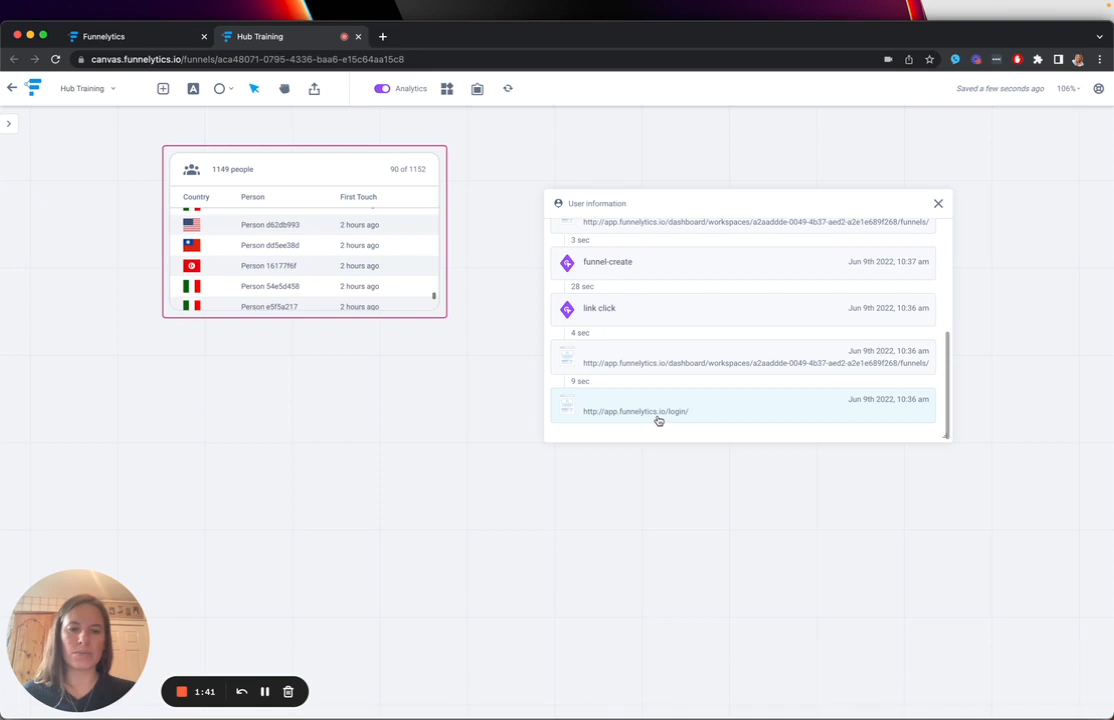 Funnelytics
Hub Training
canvas.funnelytics.io/funnels/aca48071-0795-4336-baa6-e15c64aa15c8
Hub Training
A
Analytics
Saved a few seconds ago
106%
1149 people
90 of 1152
Country Person First Touch
Person d62db993 2 hours ago
Person dd5ee38d 2 hours ago
Person 16177f6f 2 hours ago
Person 54e5d458 2 hours ago
Person e5f5a217 2 hours ago
User information
http://app.funnelytics.io/dashboard/workspaces/a2aaddde-0049-4b37-aed2-a2e1e689f268/funnels/
3 sec
funnel-create Jun 9th 2022, 10:37 am
28 sec
link click Jun 9th 2022, 10:36 am
4 sec
Jun 9th 2022, 10:36 am
http://app.funnelytics.io/dashboard/workspaces/a2aaddde-0049-4b37-aed2-a2e1e689f268/funnels/
9 sec
Jun 9th 2022, 10:36 am
http://app.funnelytics.io/login/
1:41